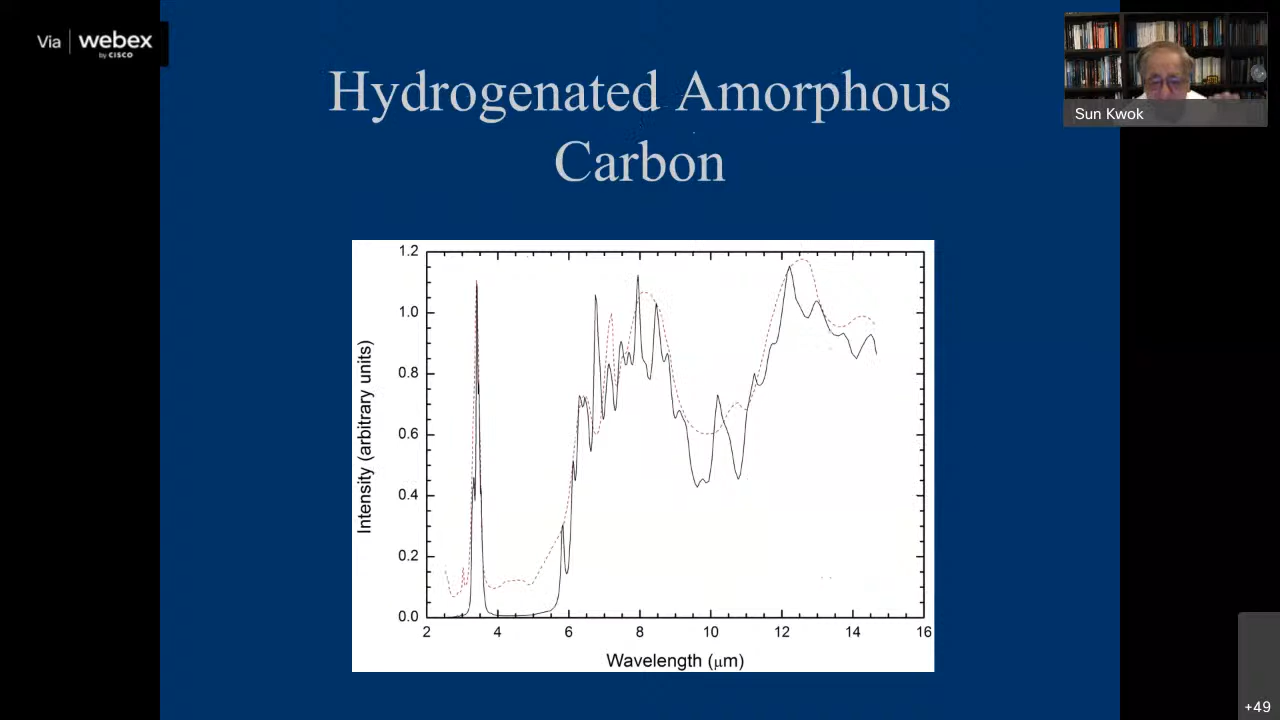 Via webex
by CISCO
Hydrogenated Amorphous
Carbon
Sun Kwok
1.2
1.0
0.8
0.6
0.4
0.2
0.0
Intensity (arbitrary units)
2 4 6 8 10 12 14 16
Wavelength (μm)
+49